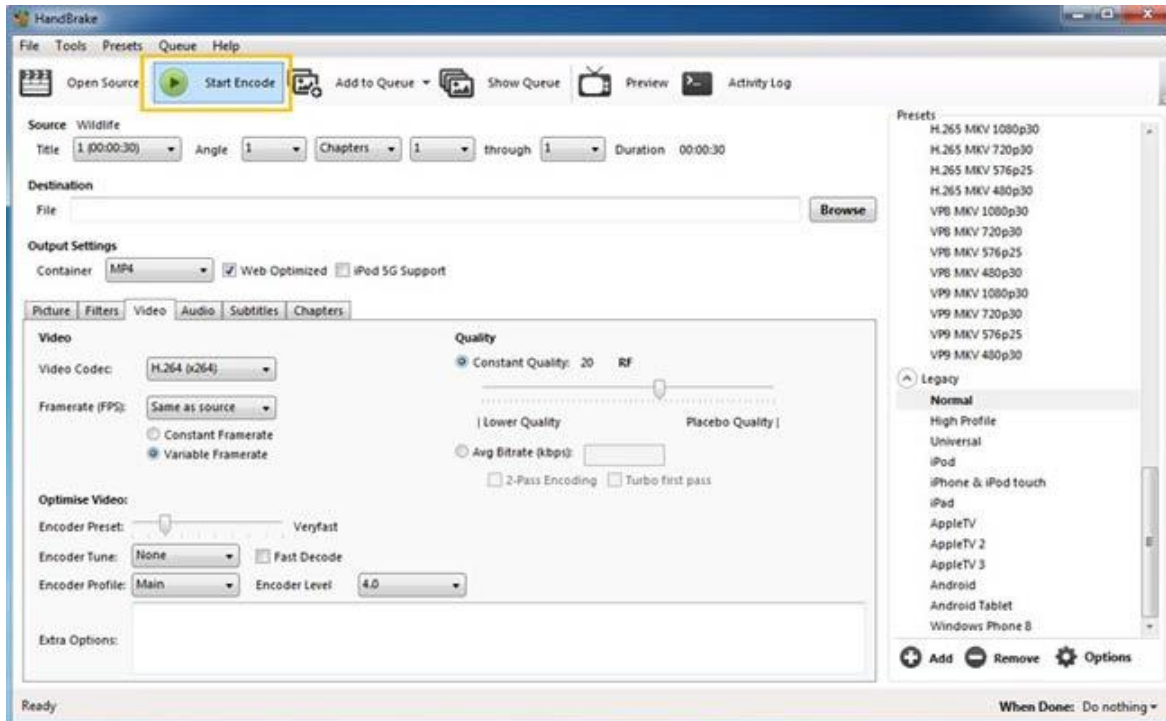 HandBrake
File Tools Presets Queue Help
Open Source Start Encode Add to Queue Show Queue Preview Activity Log
Source Wildlife
Title 1 (00:00:30) Angle 1 Chapters 1 through 1 Duration 00:00:30
Destination
File Browse
Output Settings
Container MP4 Web Optimized iPod 5G Support
Picture Filters Video Audio Subtitles Chapters
Video
Video Codec: H.264 (x264)
Framerate (FPS): Same as source
Constant Framerate
Variable Framerate
Quality
Constant Quality: 20 RF
| Lower Quality Placebo Quality |
Avg Bitrate (kbps):
2-Pass Encoding Turbo first pass
Optimise Video:
Encoder Preset: Veryfast
Encoder Tune: None Fast Decode
Encoder Profile: Main Encoder Level 4.0
Extra Options:
Presets
H.265 MKV 1080p30
H.265 MKV 720p30
H.265 MKV 576p25
H.265 MKV 480p30
VP8 MKV 1080p30
VP8 MKV 720p30
VP8 MKV 576p25
VP8 MKV 480p30
VP9 MKV 1080p30
VP9 MKV 720p30
VP9 MKV 576p25
VP9 MKV 480p30
Legacy
Normal
High Profile
Universal
iPod
iPhone & iPod touch
iPad
AppleTV
AppleTV 2
AppleTV 3
Android
Android Tablet
Windows Phone 8
Add Remove Options
Ready When Done: Do nothing